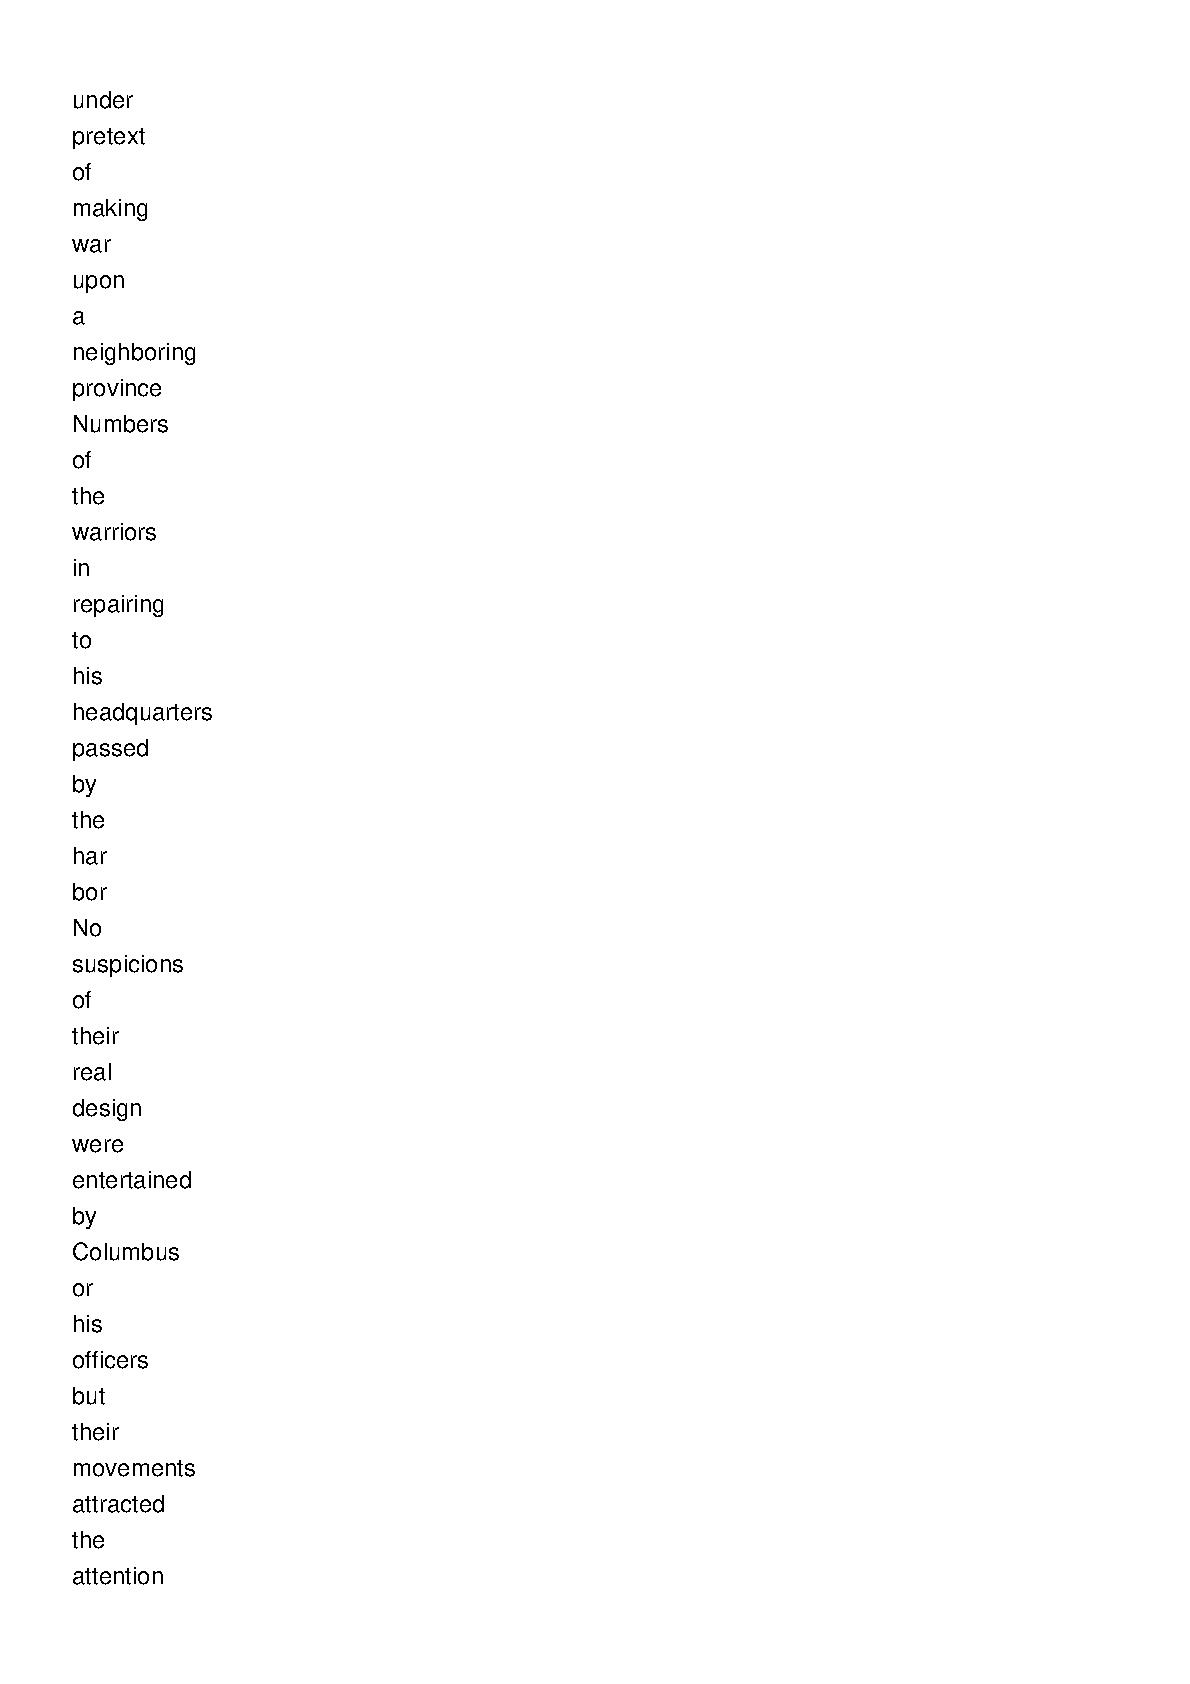 under
pretext
of
making
war
upon
a
neighboring
province
Numbers
of
the
warriors
in
repairing
to
his
headquarters
passed
by
the
har
bor
No
suspicions
of
their
real
design
were
entertained
by
Columbus
or
his
officers
but
their
movements
attracted
the
attention